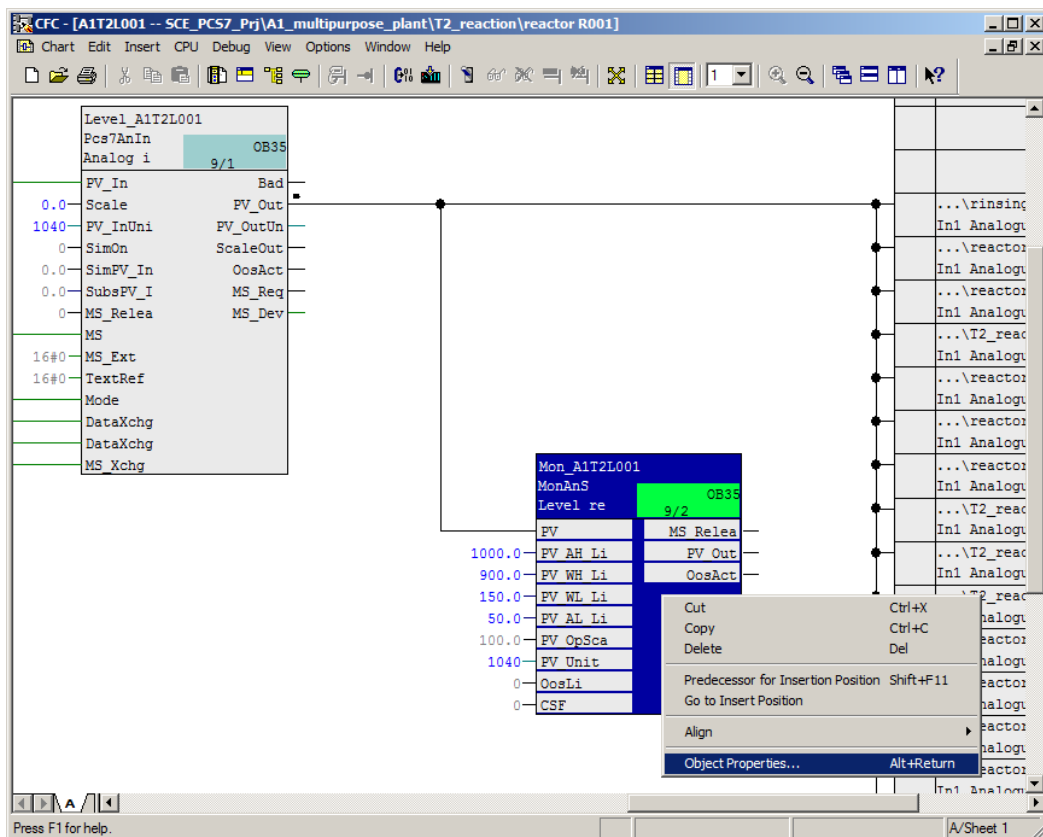 CFC - [A1T2L001 -- SCE_PCS7_Prj\A1_multipurpose_plant\T2_reaction\reactor R001]
Chart Edit Insert CPU Debug View Options Window Help
1
Level_A1T2L001
Pcs7AnIn
Analog i
OB35
9/1
PV_In Bad
0.0 Scale PV_Out
1040 PV_InUni PV_OutUn
0 SimOn ScaleOut
0.0 SimPV_In OosAct
0.0 SubsPV_I MS_Req
0 MS_Relea MS_Dev
MS
16#0 MS_Ext
16#0 TextRef
Mode
DataXchg
DataXchg
MS_Xchg
Mon_A1T2L001
MonAnS
Level re
OB35
9/2
PV MS_Relea
1000.0 PV_AH_Li PV_Out
900.0 PV_WH_Li OosAct
150.0 PV_WL_Li
50.0 PV_AL_Li
100.0 PV_OpSca
1040 PV_Unit
0 OosLi
0 CSF
...\rinsing
In1 Analogu
...\reactor
In1 Analogu
...\reactor
In1 Analogu
...\T2_reac
In1 Analogu
...\reactor
In1 Analogu
...\reactor
In1 Analogu
...\reactor
In1 Analogu
...\T2_reac
In1 Analogu
...\T2_reac
In1 Analogu
Cut Ctrl+X
Copy Ctrl+C
Delete Del
Predecessor for Insertion Position Shift+F11
Go to Insert Position
Align
Object Properties... Alt+Return
In1 Analogu
A
Press F1 for help.
A/Sheet 1